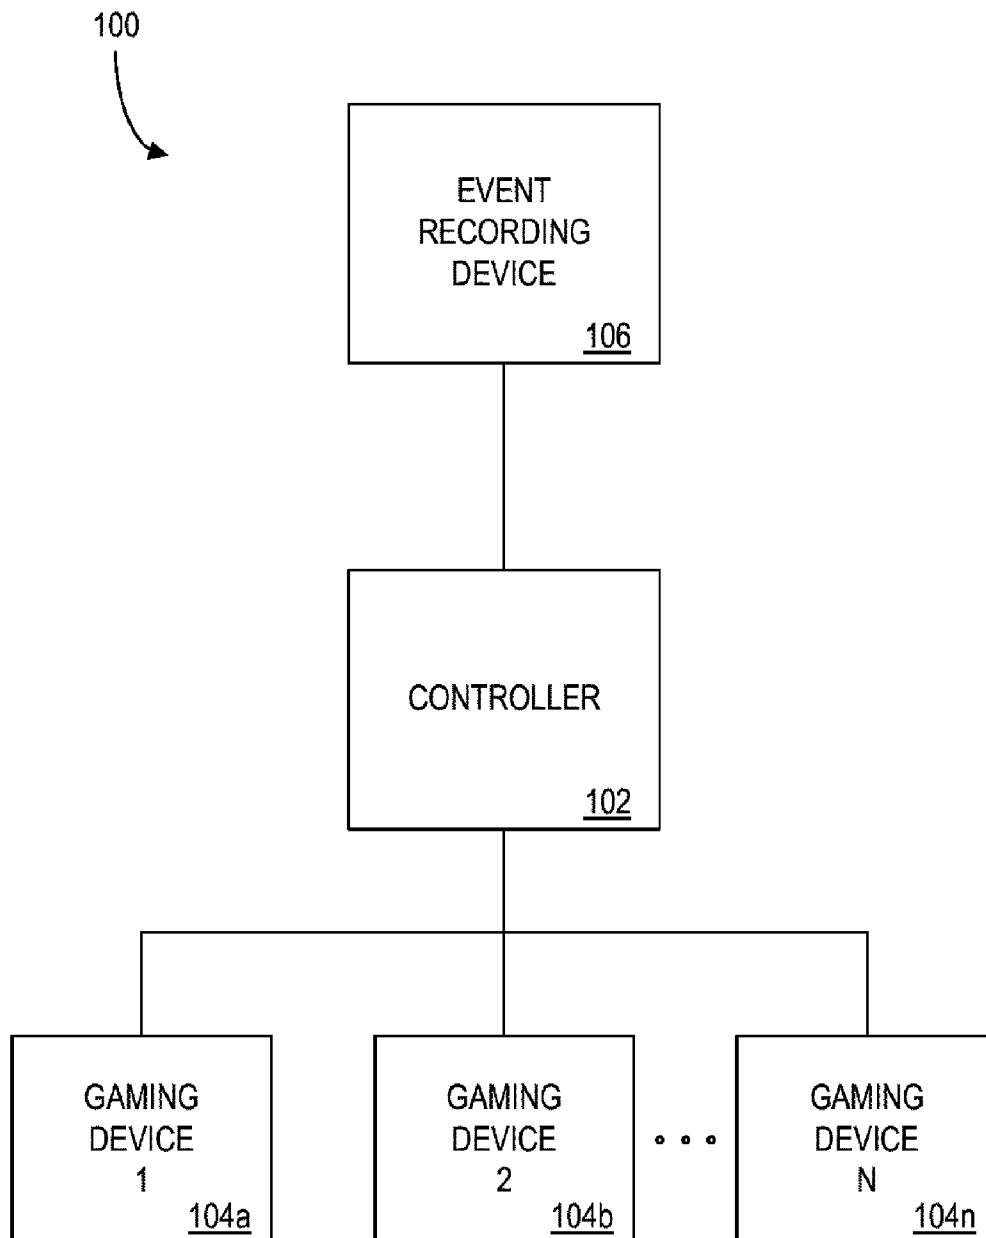 100
EVENT
RECORDING
DEVICE
106
CONTROLLER
102
GAMING
DEVICE
1
104a
GAMING
DEVICE
2
104b
GAMING
DEVICE
N
104n